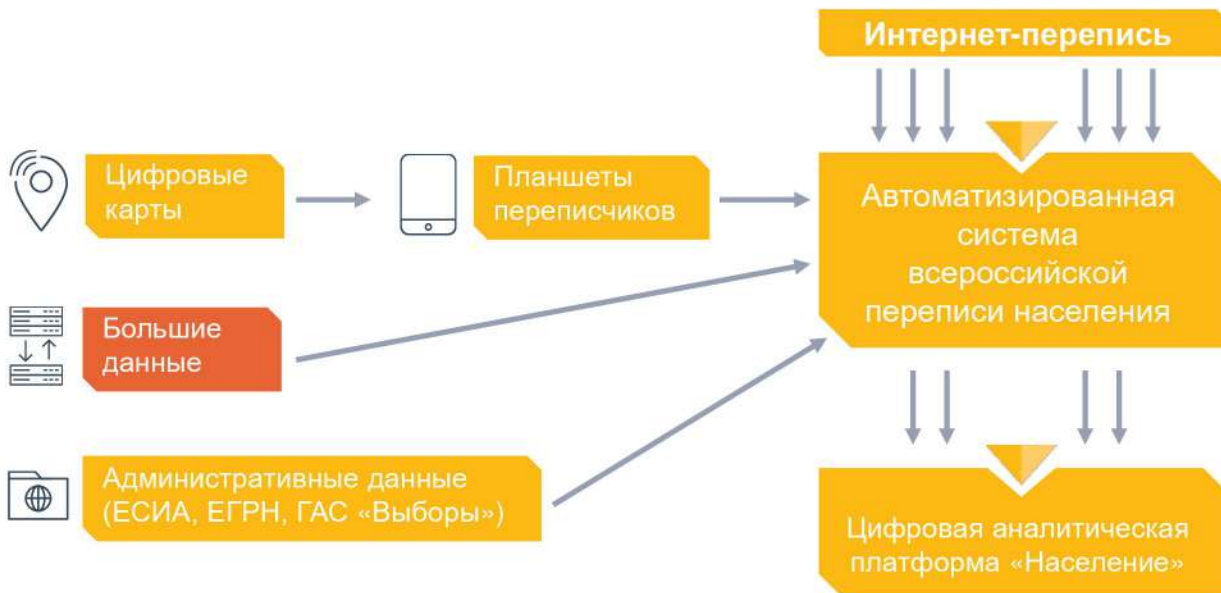 Интернет-перепись
Цифровые
карты
Планшеты
переписчиков
Автоматизированная
система
всероссийской
переписи населения
Большие
данные
Административные данные
(ЕСИА, ЕГРН, ГАС «Выборы»)
Цифровая аналитическая
платформа «Население»